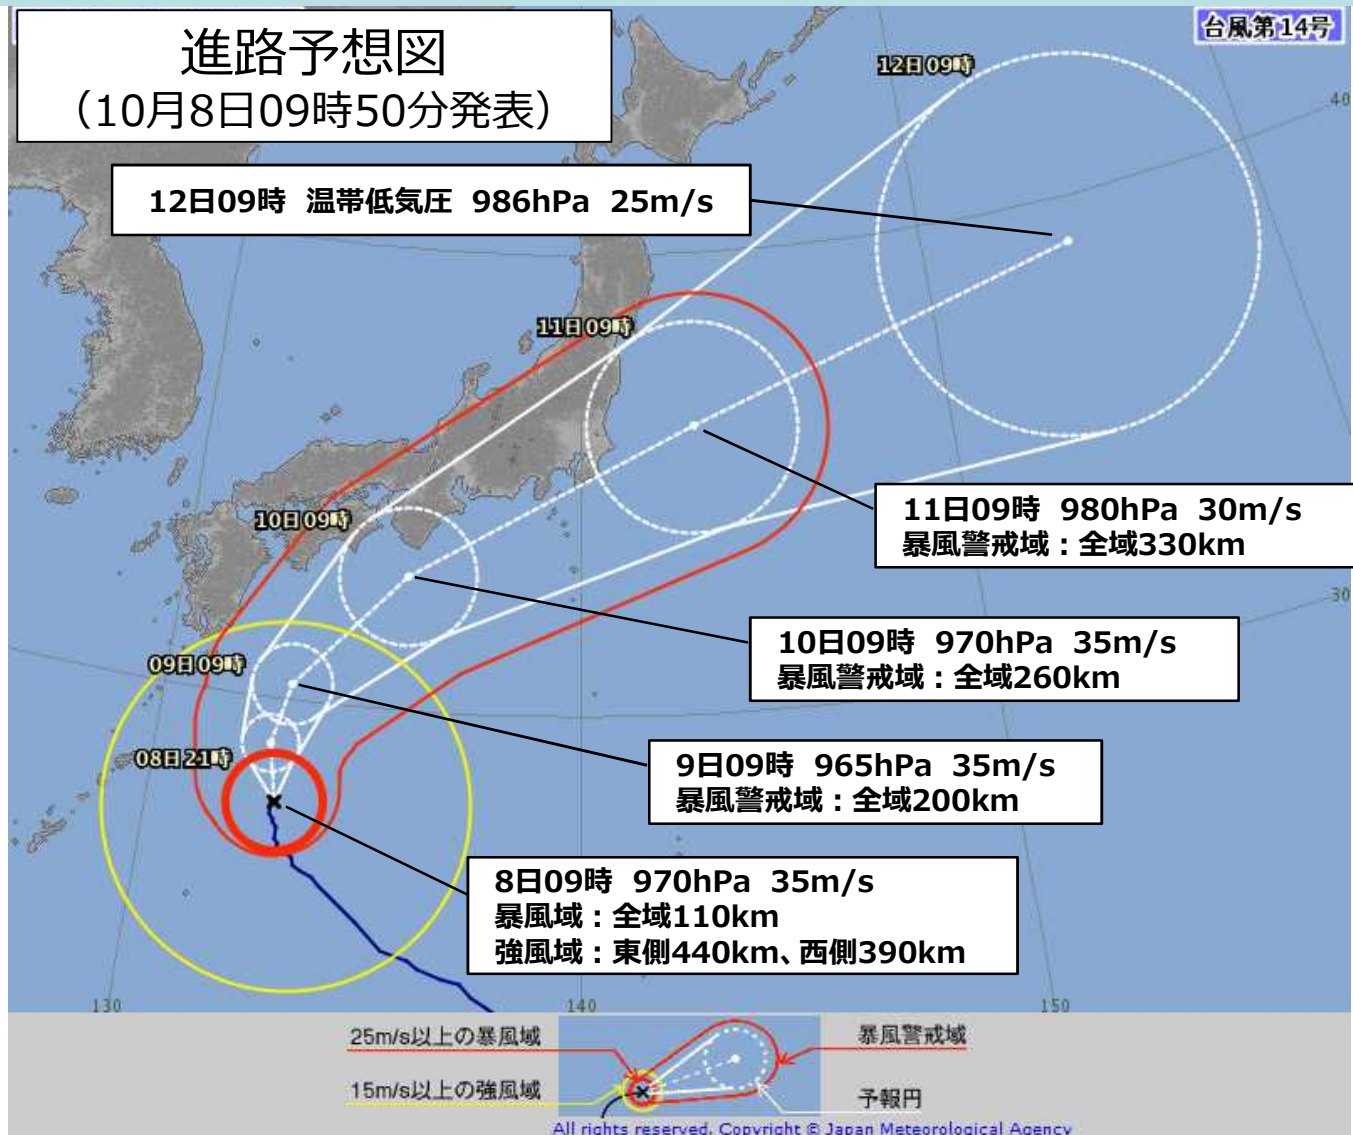 進路予想図
（10月8日09時50分発表）
台風第14号
12日09時
40
12日09時 温帯低気圧 986hPa 25m/s
11日09時
11日09時 980hPa 30m/s
暴風警戒域：全域330km
10日09時
30
10日09時 970hPa 35m/s
暴風警戒域：全域260km
09日09時
08日21時
9日09時 965hPa 35m/s
暴風警戒域：全域200km
8日09時 970hPa 35m/s
暴風域：全域110km
強風域：東側440km、西側390km
130
140
150
25m/s以上の暴風域
暴風警戒域
15m/s以上の強風域
予報円
All rights reserved. Copyright © Japan Meteorological Agency